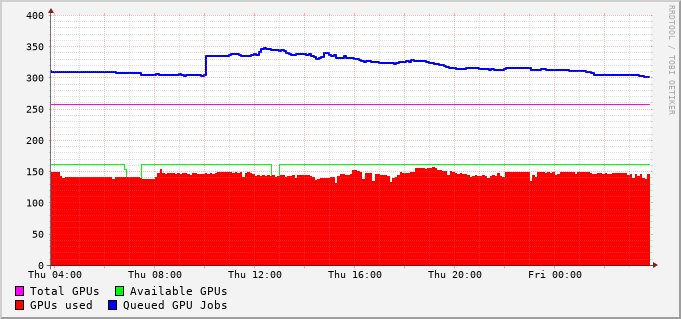 400
350
300
250
200
150
100
50
0
Thu 04:00 Thu 08:00 Thu 12:00 Thu 16:00 Thu 20:00 Fri 00:00
Total GPUs Available GPUs
GPUs used Queued GPU Jobs
RRDTOOL / TOBI OETIKER